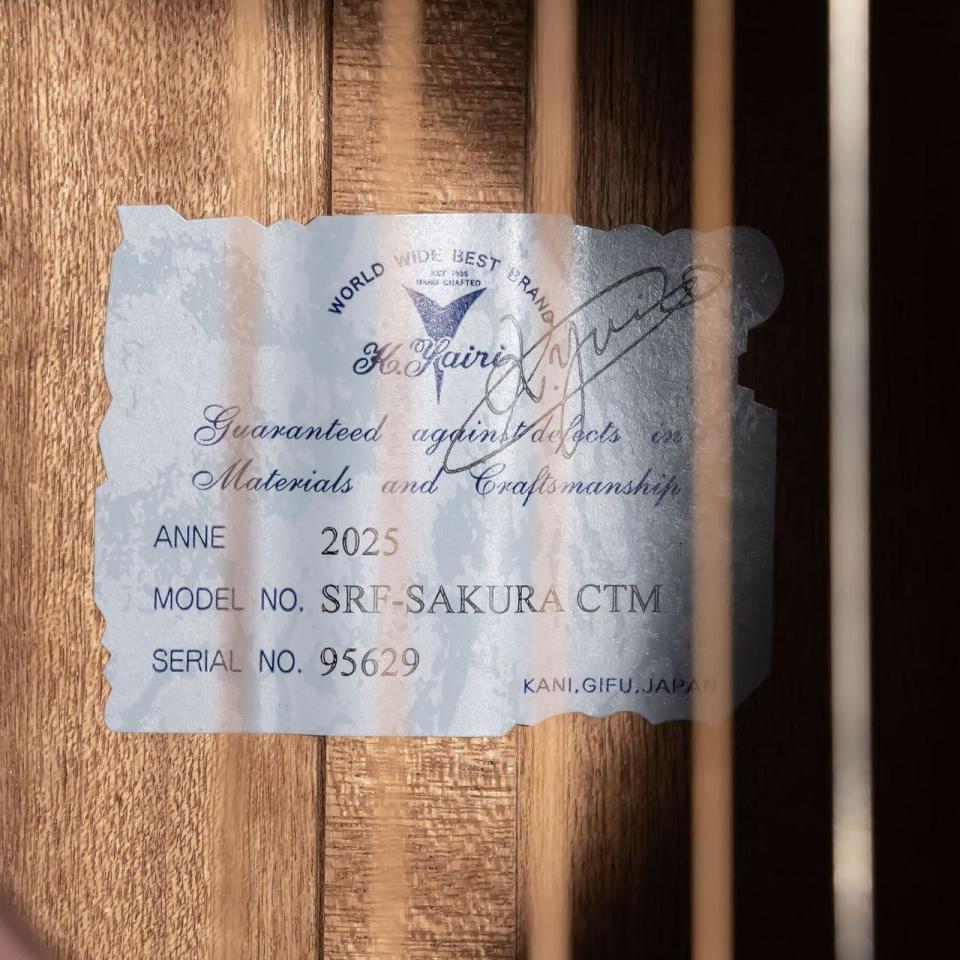 WORLD WIDE BEST BRAND
EST 1935
HAND CRAFTED
K.Yairi
K.Yairi
Guaranteed against defects in
Materials and Craftsmanship
ANNE 2025
MODEL NO. SRF-SAKURA CTM
SERIAL NO. 95629
KANI,GIFU,JAPAN